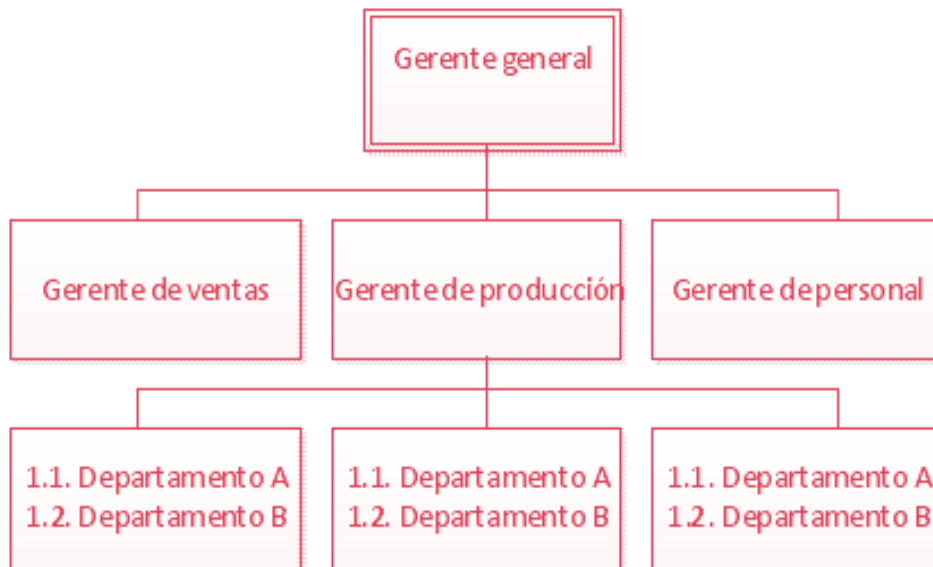 Gerente general
Gerente de ventas
Gerente de producción
Gerente de personal
1.1. Departamento A
1.2. Departamento B
1.1. Departamento A
1.2. Departamento B
1.1. Departamento A
1.2. Departamento B